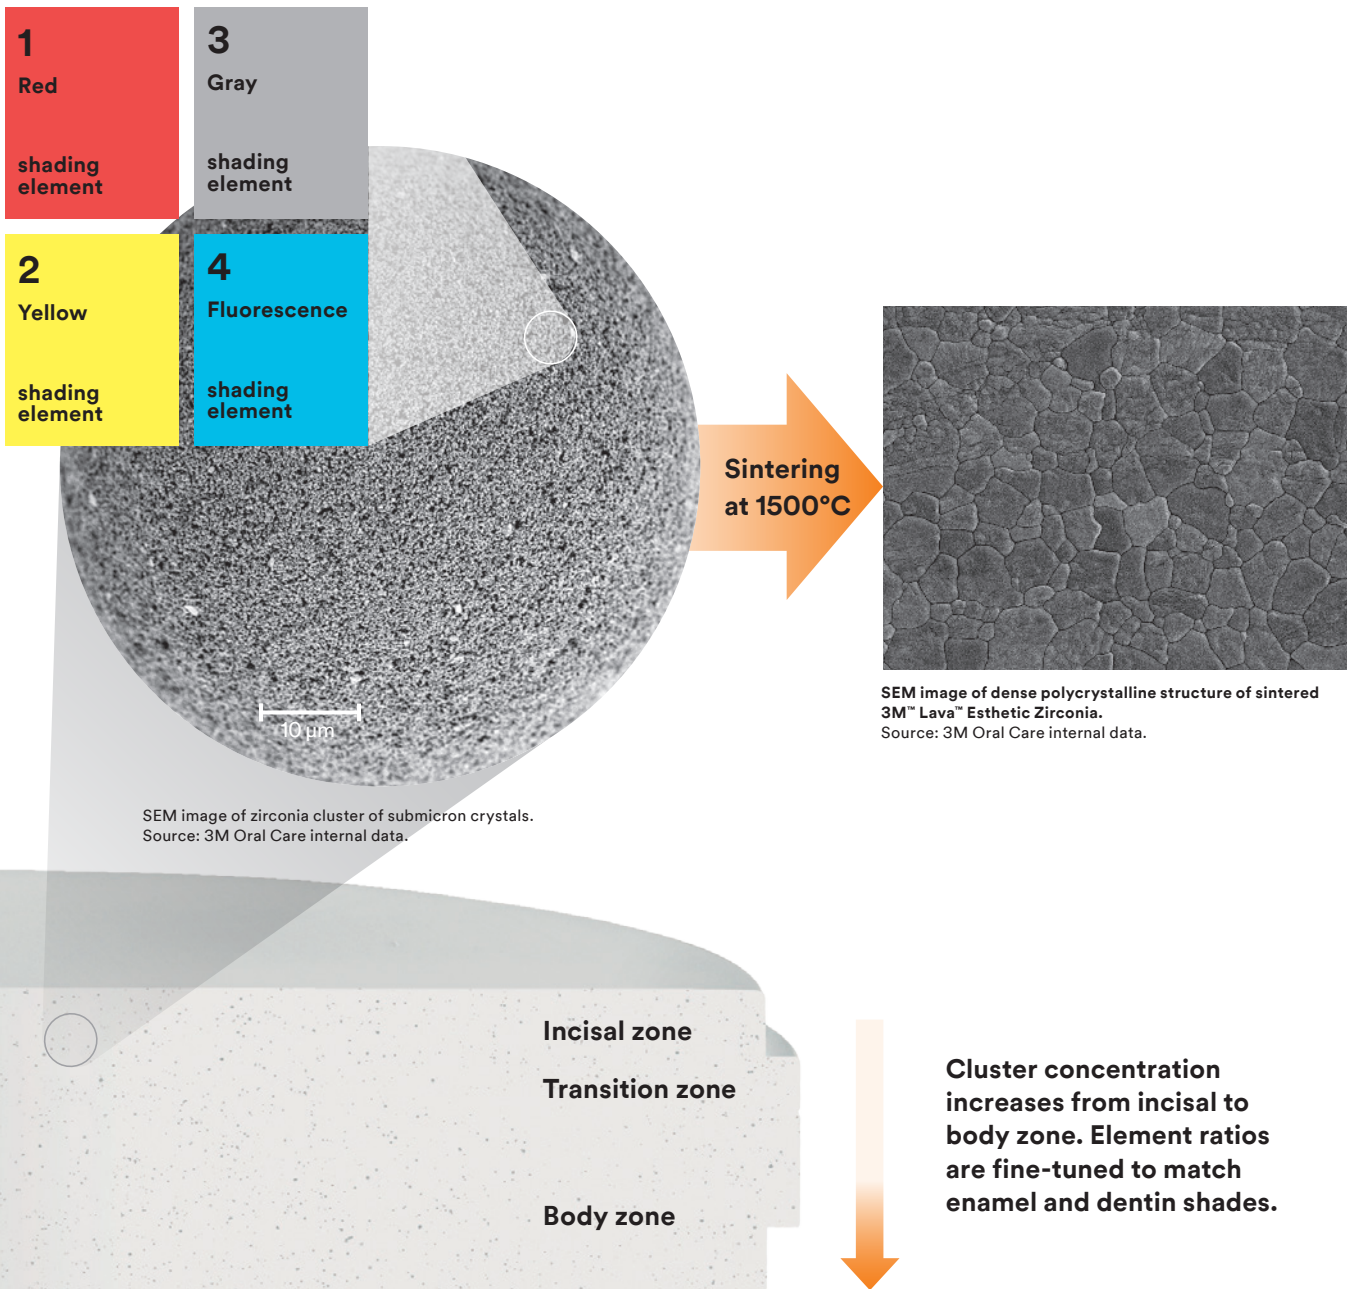 1
Red
shading
element
3
Gray
shading
element
2
Yellow
shading
element
4
Fluorescence
shading
element
Sintering
at 1500°C
10 µm
SEM image of dense polycrystalline structure of sintered
3M™ Lava™ Esthetic Zirconia.
Source: 3M Oral Care internal data.
SEM image of zirconia cluster of submicron crystals.
Source: 3M Oral Care internal data.
Incisal zone
Transition zone
Body zone
Cluster concentration
increases from incisal to
body zone. Element ratios
are fine-tuned to match
enamel and dentin shades.